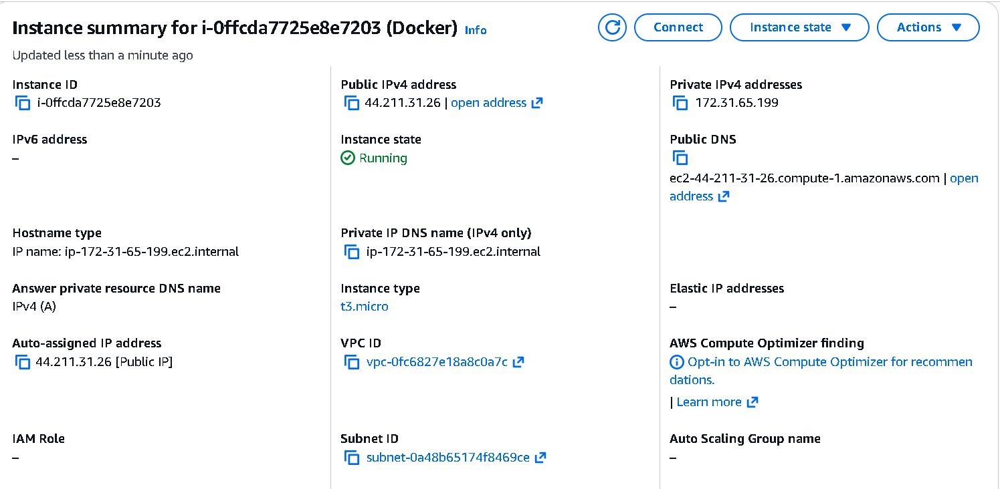 Instance summary for i-0ffcda7725e8e7203 (Docker) Info
Connect
Instance state
Actions
Updated less than a minute ago
Instance ID
i-0ffcda7725e8e7203
Public IPv4 address
44.211.31.26 | open address
Private IPv4 addresses
172.31.65.199
IPv6 address
–
Instance state
Running
Public DNS
ec2-44-211-31-26.compute-1.amazonaws.com | open
address
Hostname type
IP name: ip-172-31-65-199.ec2.internal
Private IP DNS name (IPv4 only)
ip-172-31-65-199.ec2.internal
Answer private resource DNS name
IPv4 (A)
Instance type
t3.micro
Elastic IP addresses
–
Auto-assigned IP address
44.211.31.26 [Public IP]
VPC ID
vpc-0fc6827e18a8c0a7c
AWS Compute Optimizer finding
Opt-in to AWS Compute Optimizer for recommen
dations.
| Learn more
IAM Role
–
Subnet ID
subnet-0a48b65174f8469ce
Auto Scaling Group name
–